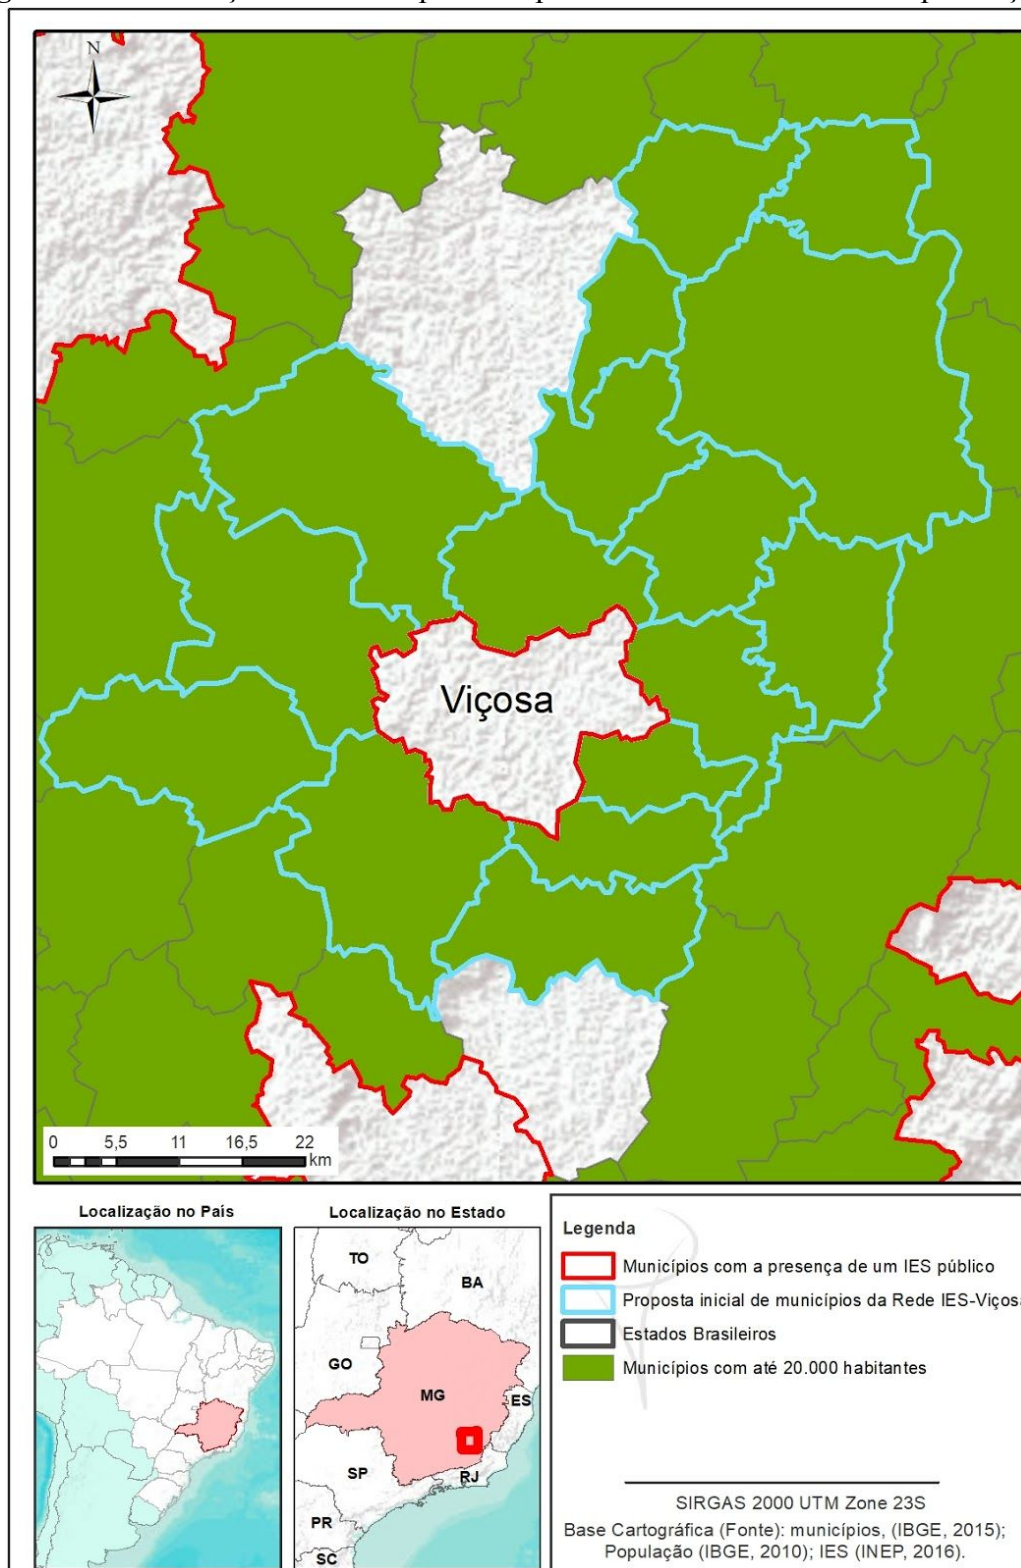 N
Viçosa
0 5,5 11 16,5 22
km
Localização no País
Localização no Estado
TO
BA
GO
MG
ES
SP
RJ
PR
SC
Legenda
Municípios com a presença de um IES público
Proposta inicial de municípios da Rede IES-Viçosa
Estados Brasileiros
Municípios com até 20.000 habitantes
SIRGAS 2000 UTM Zone 23S
Base Cartográfica (Fonte): municípios, (IBGE, 2015);
População (IBGE, 2010); IES (INEP, 2016).